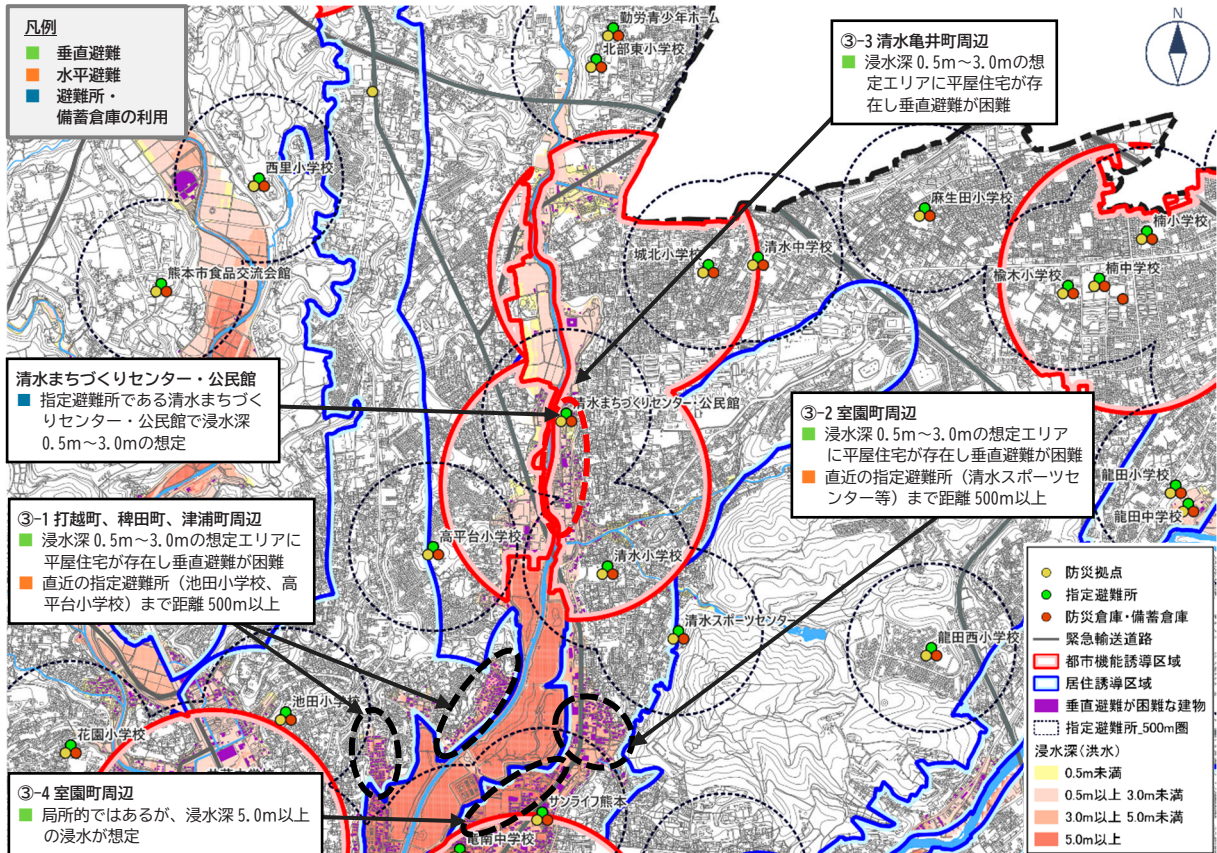 凡例
垂直避難
水平避難
避難所・
備蓄倉庫の利用
勤労青少年ホーム
北部東小学校
③-3 清水亀井町周辺
浸水深 0.5m～3.0mの想
定エリアに平屋住宅が存
在し垂直避難が困難
N
西里小学校
麻生田小学校
楠小学校
城北小学校
清水中学校
楡木小学校
楠中学校
熊本市食品交流会館
清水まちづくりセンター・公民館
指定避難所である清水まちづく
りセンター・公民館で浸水深
0.5m～3.0mの想定
清水まちづくりセンター・公民館
③-2 室園町周辺
浸水深 0.5m～3.0mの想定エリア
に平屋住宅が存在し垂直避難が困難
直近の指定避難所（清水スポーツセ
ンター等）まで距離 500m以上
龍田小学校
龍田中学校
③-1 打越町、稗田町、津浦町周辺
浸水深 0.5m～3.0mの想定エリアに
平屋住宅が存在し垂直避難が困難
直近の指定避難所（池田小学校、高
平台小学校）まで距離 500m以上
高平台小学校
清水小学校
清水スポーツセンター
龍田西小学校
池田小学校
花園小学校
③-4 室園町周辺
局所的ではあるが、浸水深 5.0m以上
の浸水が想定
サンライフ熊本
竜南中学校
防災拠点
指定避難所
防災倉庫・備蓄倉庫
緊急輸送道路
都市機能誘導区域
居住誘導区域
垂直避難が困難な建物
指定避難所_500m圏
浸水深(洪水)
0.5m未満
0.5m以上 3.0m未満
3.0m以上 5.0m未満
5.0m以上